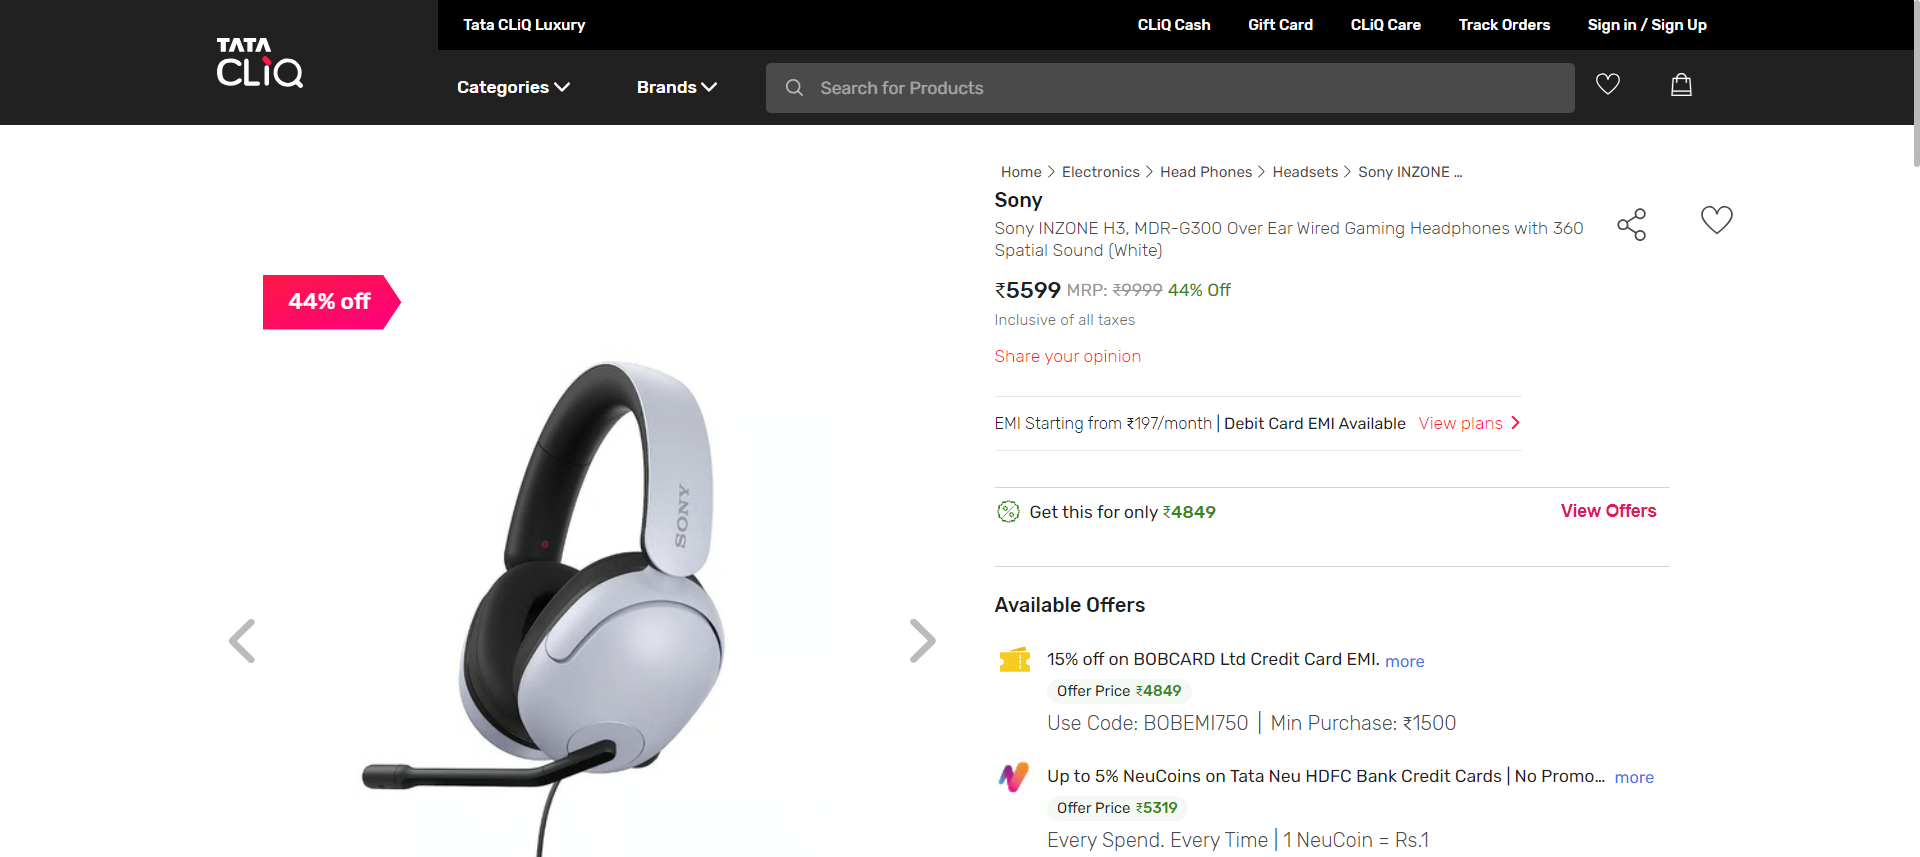 Tata CLiQ Luxury
CLiQ Cash
Gift Card
CLiQ Care
Track Orders
Sign in / Sign Up
TATA
CLiQ
Categories
Brands
Search for Products
Home > Electronics > Head Phones > Headsets > Sony INZONE ...
Sony
Sony INZONE H3, MDR-G300 Over Ear Wired Gaming Headphones with 360
Spatial Sound (White)
₹5599 MRP: ₹9999 44% Off
Inclusive of all taxes
Share your opinion
44% off
SONY
EMI Starting from ₹197/month | Debit Card EMI Available View plans
Get this for only ₹4849
View Offers
Available Offers
15% off on BOBCARD Ltd Credit Card EMI. more
Offer Price ₹4849
Use Code: BOBEMI750 | Min Purchase: ₹1500
Up to 5% NeuCoins on Tata Neu HDFC Bank Credit Cards | No Promo... more
Offer Price ₹5319
Every Spend. Every Time | 1 NeuCoin = Rs.1